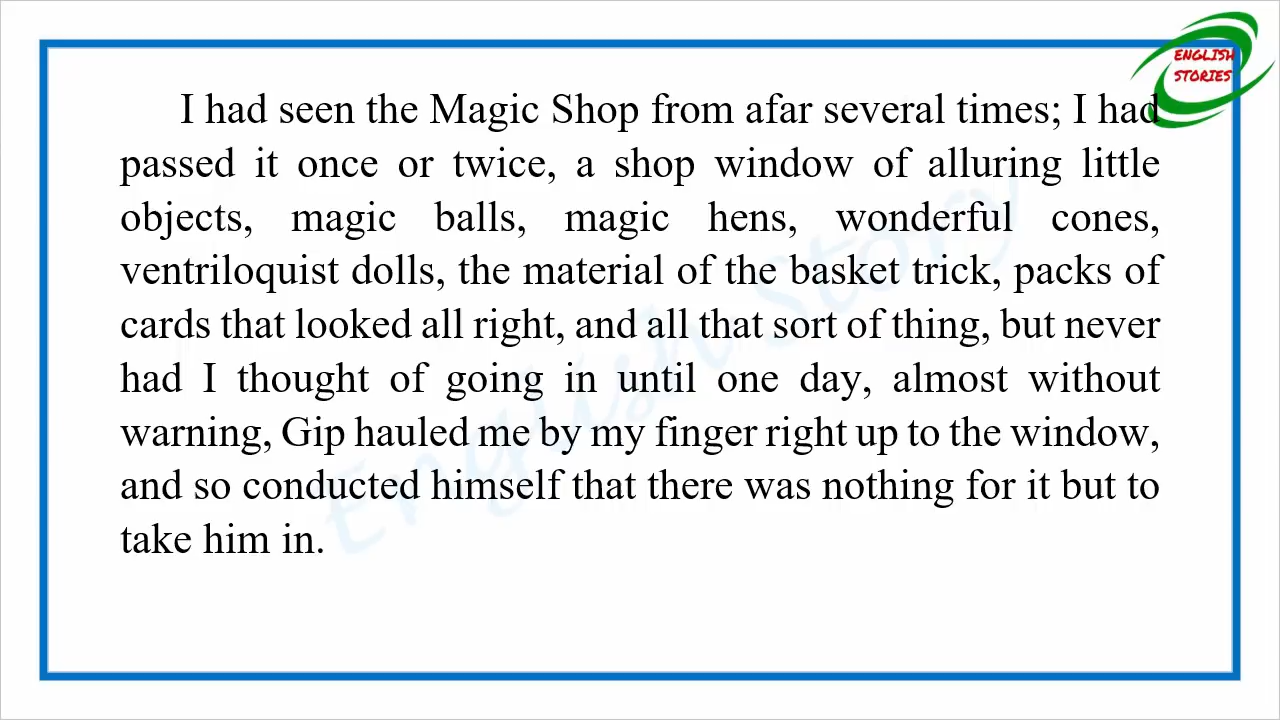 ENGLISH
STORIES
I had seen the Magic Shop from afar several times; I had
passed it once or twice, a shop window of alluring little
objects, magic balls, magic hens, wonderful cones,
ventriloquist dolls, the material of the basket trick, packs of
cards that looked all right, and all that sort of thing, but never
had I thought of going in until one day, almost without
warning, Gip hauled me by my finger right up to the window,
and so conducted himself that there was nothing for it but to
take him in.
English Story